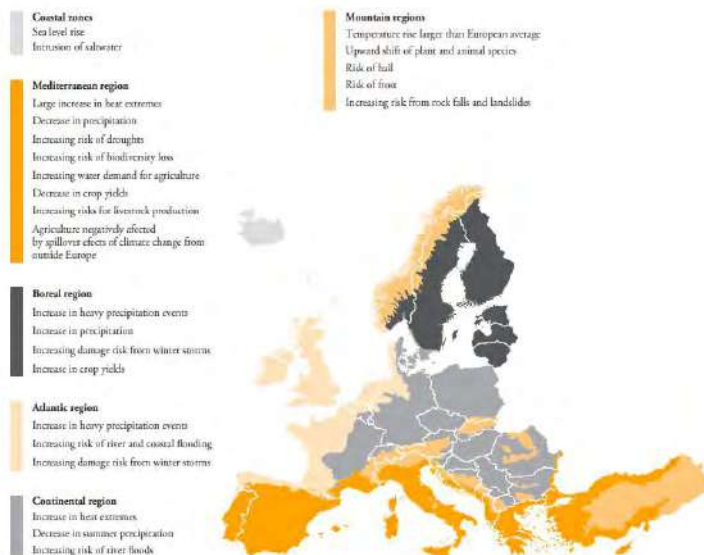 Coastal zones
Sea level rise
Intrusion of saltwater
Mediterranean region
Large increase in heat extremes
Decrease in precipitation
Increasing risk of droughts
Increasing risk of biodiversity loss
Increasing water demand for agriculture
Decrease in crop yields
Increasing risks for livestock production
Agriculture negatively afected
by spillover efects of climate change from
outside Europe
Boreal region
Increase in heavy precipitation events
Increase in precipitation
Increasing damage risk from winter storms
Increase in crop yields
Atlantic region
Increase in heavy precipitation events
Increasing risk of river and coastal flooding
Increasing damage risk from winter storms
Continental region
Increase in heat extremes
Decrease in summer precipitation
Increasing risk of river floods
Mountain regions
Temperature rise larger than European average
Upward shift of plant and animal species
Risk of hail
Risk of frost
Increasing risk from rock falls and landslides